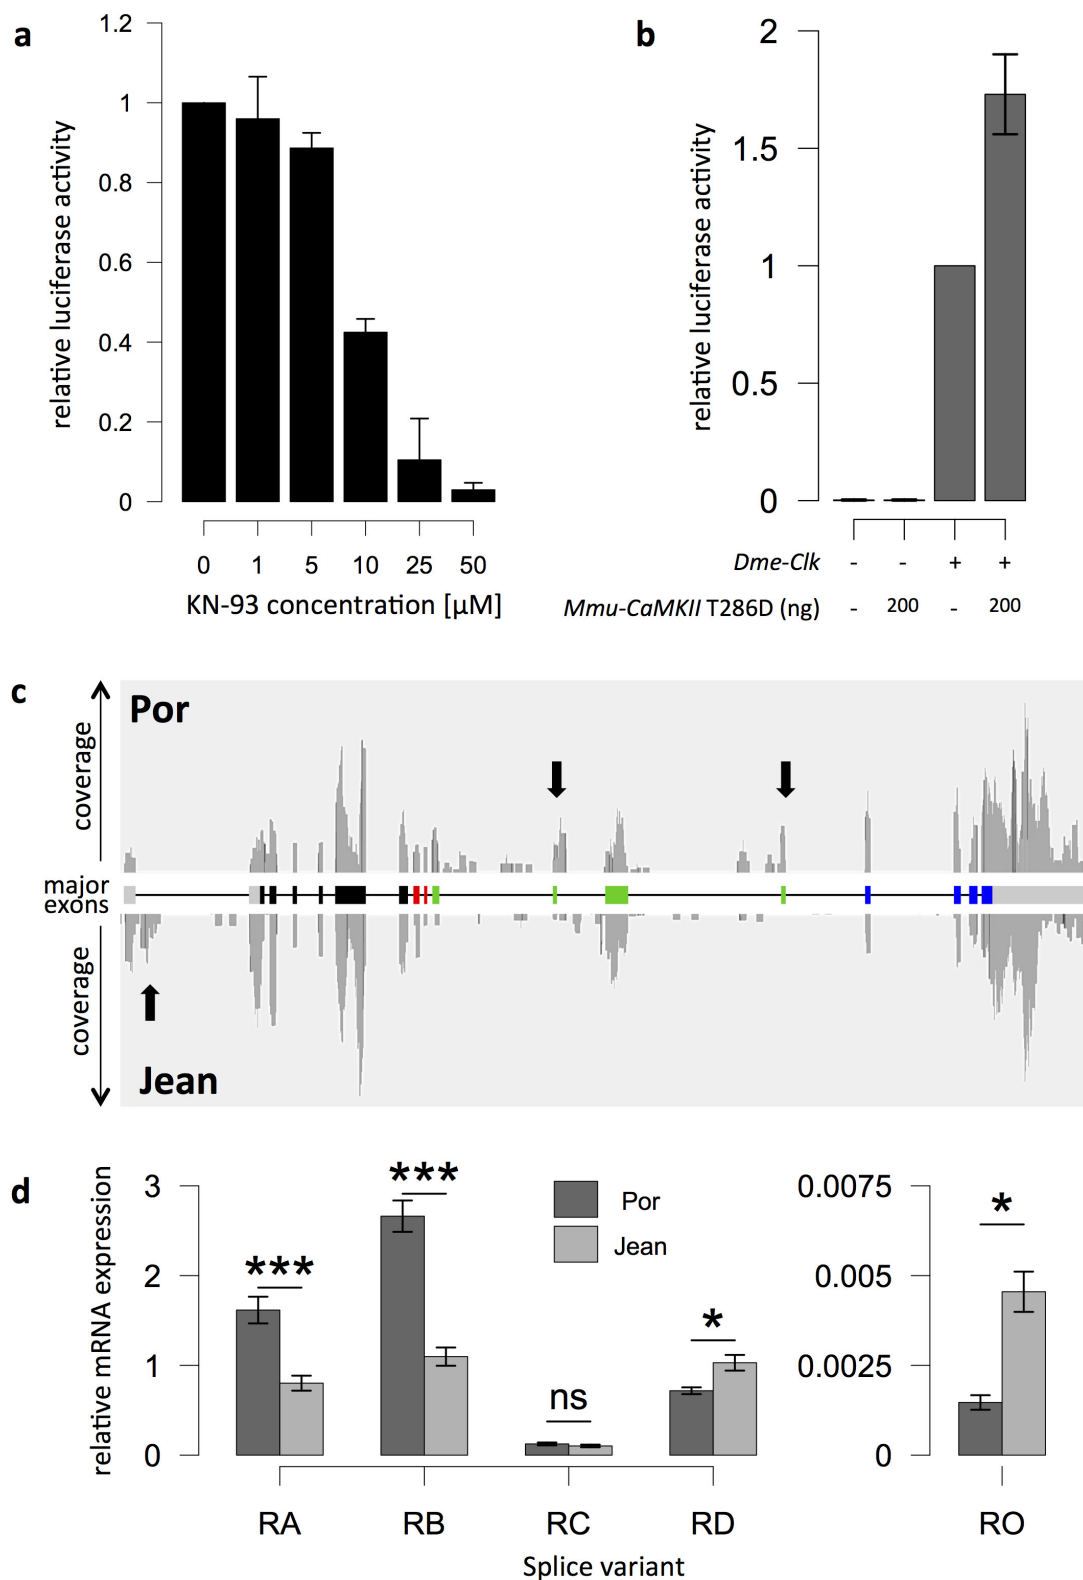 a
1.2
1
0.8
0.6
0.4
0.2
0
relative luciferase activity
0 1 5 10 25 50
KN-93 concentration [µM]
b
2
1.5
1
0.5
0
relative luciferase activity
Dme-Clk - - + +
Mmu-CaMKII T286D (ng) - 200 - 200
c
Por
coverage
major
exons
coverage
Jean
d
relative mRNA expression
3
2
1
0
***
***
ns
*
Por
Jean
0.0075
0.005
0.0025
0
*
RA RB RC RD RO
Splice variant